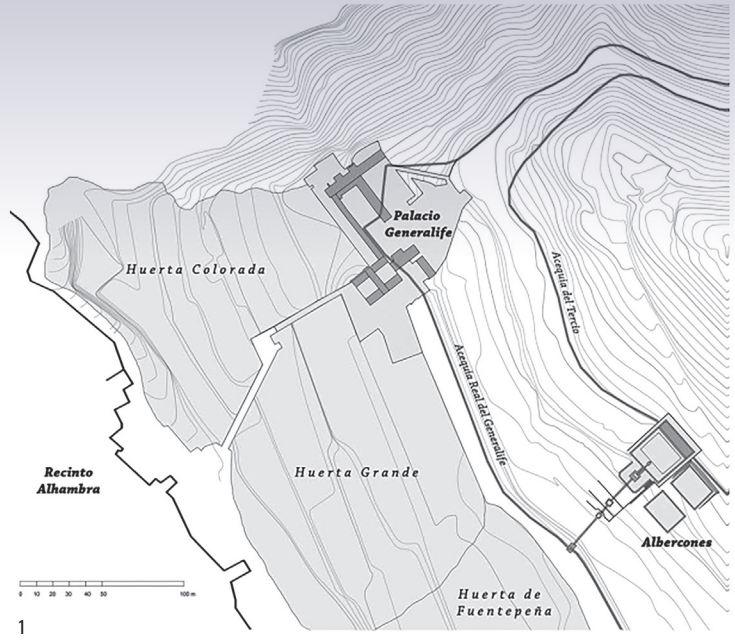 Palacio
Generalife
Huerta Colorada
Acequia del Tercio
Acequia Real del Generalife
Recinto
Alhambra
Huerta Grande
Albercones
0 10 20 30 40 50 100 m
Huerta de
Fuentepeña
1